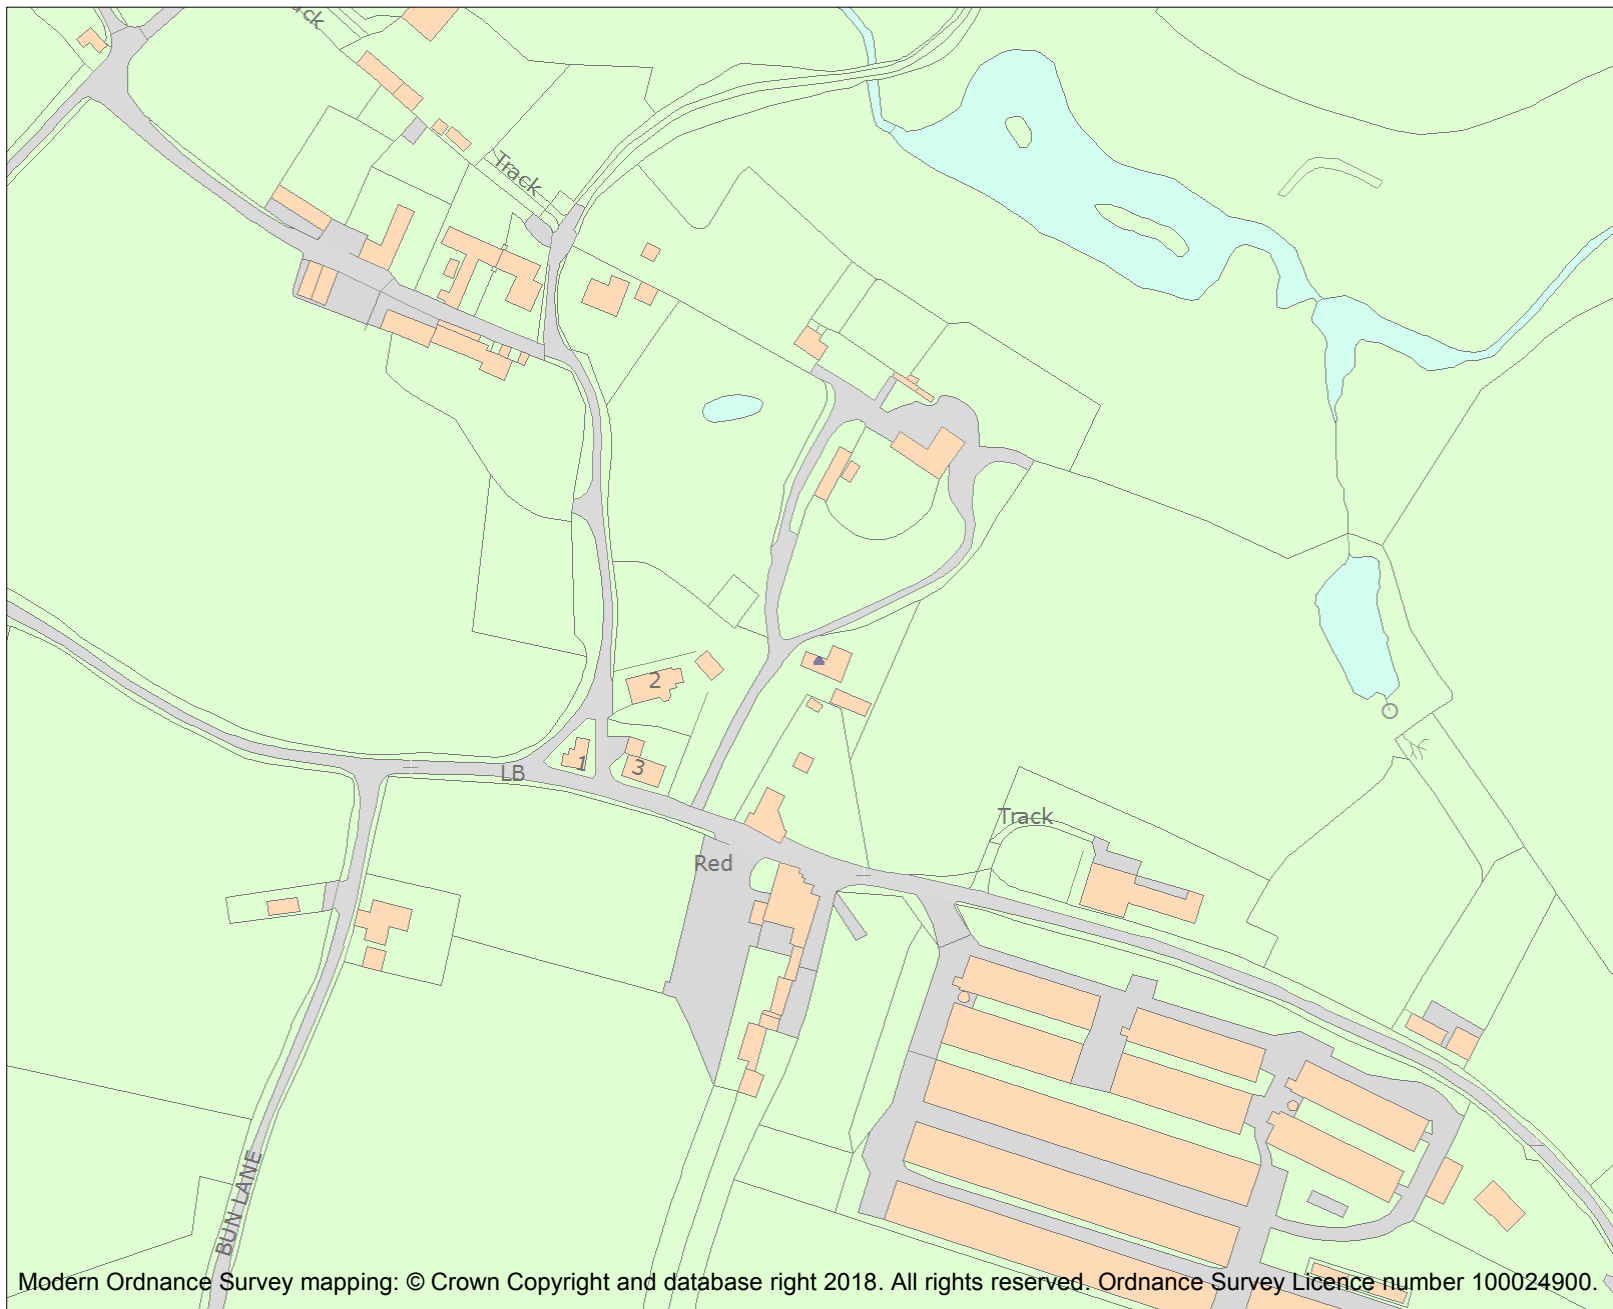 Track
2
1
3
LB
Track
Red
BUN LANE
Modern Ordnance Survey mapping: © Crown Copyright and database right 2018. All rights reserved. Ordnance Survey Licence number 100024900.